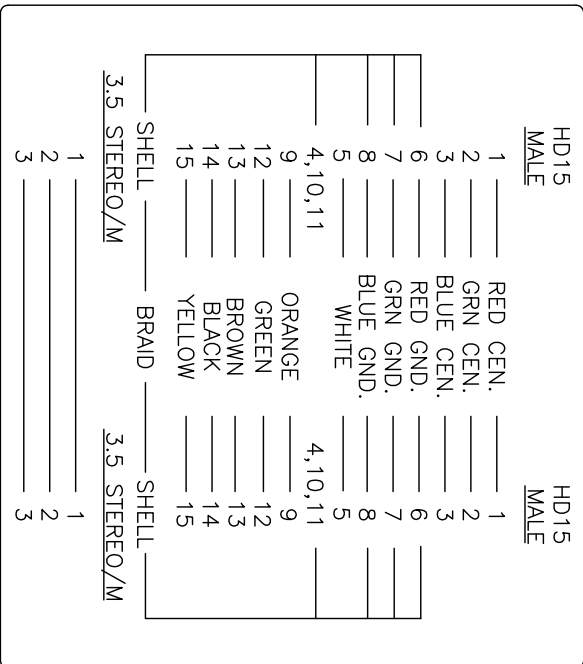 HD15 HD15
MALE MALE
1 RED CEN. 1
2 GRN CEN. 2
3 BLUE CEN. 3
6 RED GND. 6
7 GRN GND. 7
8 BLUE GND. 8
5 WHITE 5
4,10,11 4,10,11
9 ORANGE 9
12 GREEN 12
13 BROWN 13
14 BLACK 14
15 YELLOW 15
SHELL BRAID SHELL
3.5 STEREO/M 3.5 STEREO/M
1 1
2 2
3 3